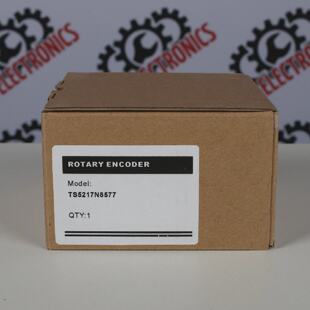 ELECTRONICS
ELECTRONICS
ROTARY ENCODER
Model:
TS5217N8577
QTY:1